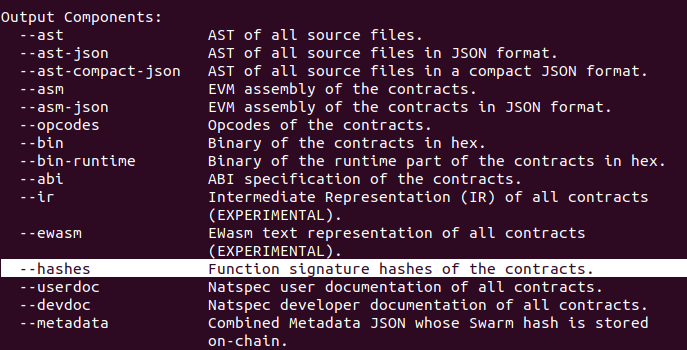 Output Components:
--ast AST of all source files.
--ast-json AST of all source files in JSON format.
--ast-compact-json AST of all source files in a compact JSON format.
--asm EVM assembly of the contracts.
--asm-json EVM assembly of the contracts in JSON format.
--opcodes Opcodes of the contracts.
--bin Binary of the contracts in hex.
--bin-runtime Binary of the runtime part of the contracts in hex.
--abi ABI specification of the contracts.
--ir Intermediate Representation (IR) of all contracts
(EXPERIMENTAL).
--ewasm EWasm text representation of all contracts
(EXPERIMENTAL).
--hashes Function signature hashes of the contracts.
--userdoc Natspec user documentation of all contracts.
--devdoc Natspec developer documentation of all contracts.
--metadata Combined Metadata JSON whose Swarm hash is stored
on-chain.